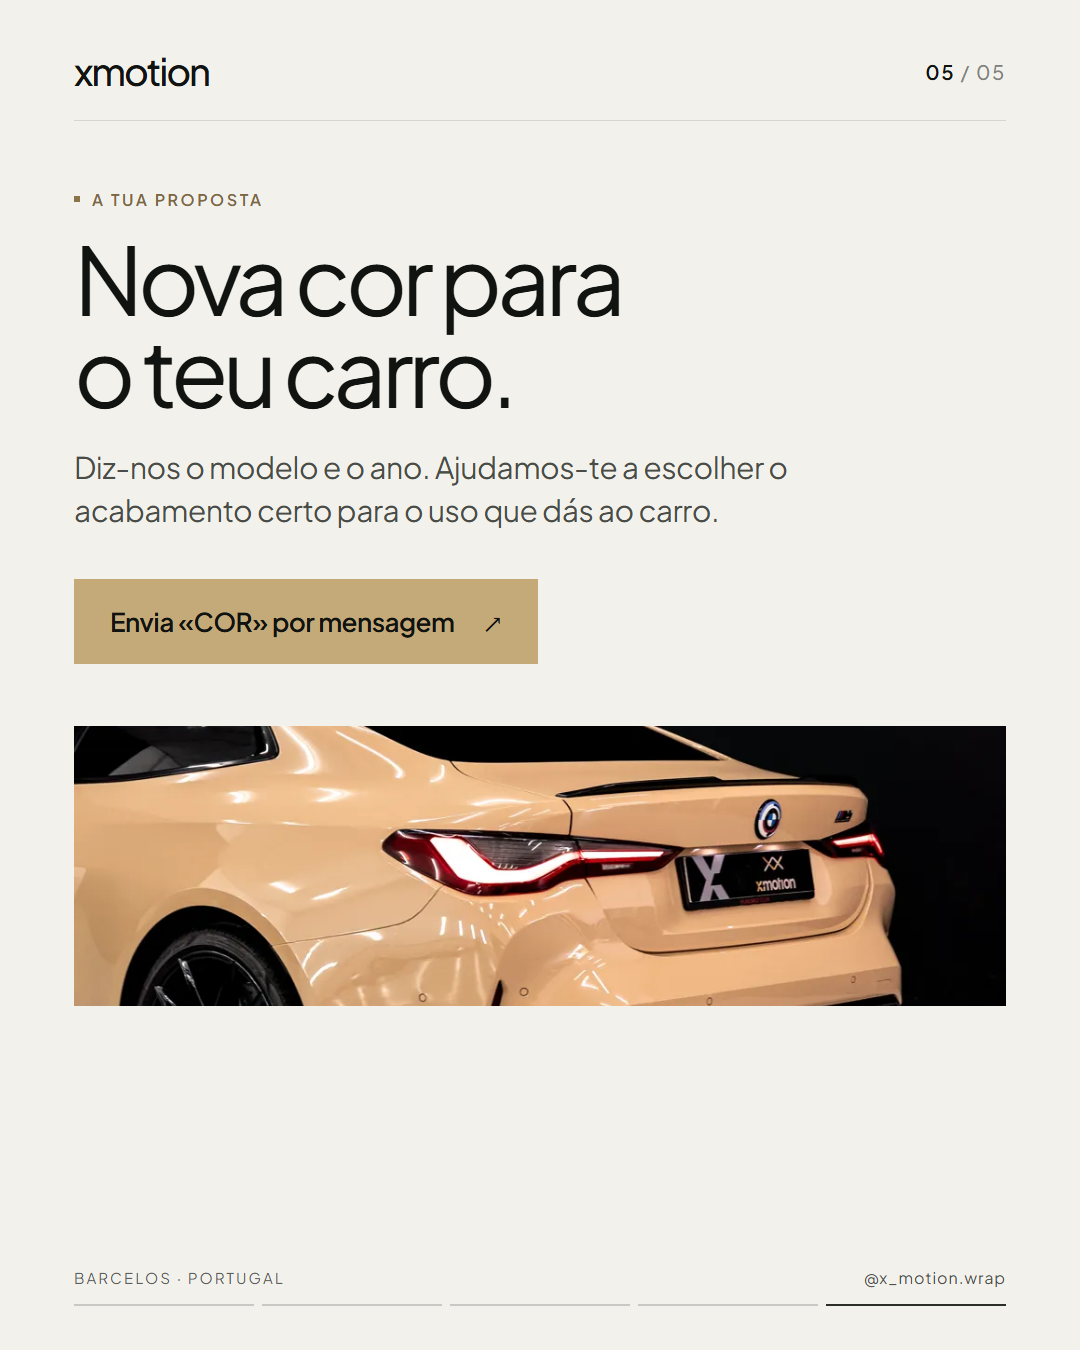 xmotion
05 / 05
A TUA PROPOSTA
Nova cor para
o teu carro.
Diz-nos o modelo e o ano. Ajudamos-te a escolher o
acabamento certo para o uso que dás ao carro.
Envia «COR» por mensagem ↗
M4
X
xmotion
BARCELOS · PORTUGAL
@x_motion.wrap